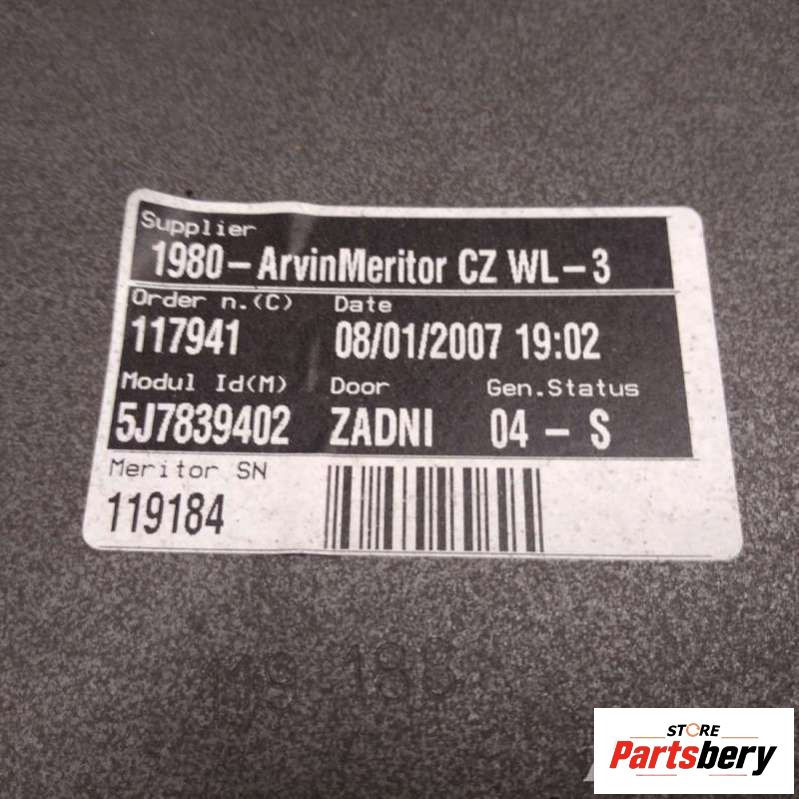 Supplier
1980-ArvinMeritor CZ WL-3
Order n.(C) Date
117941 08/01/2007 19:02
Modul Id(M) Door Gen.Status
5J7839402 ZADNI 04 - S
Meritor SN
119184
STORE
Partsbery